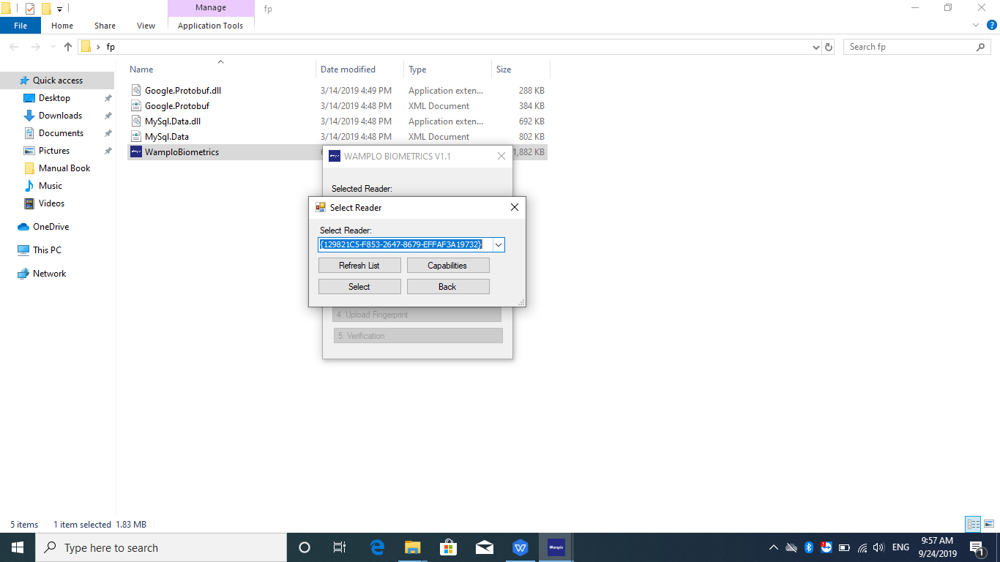 Manage
fp
File
Home
Share
View
Application Tools
fp
Search fp
Name
Date modified
Type
Size
Quick access
Desktop
Downloads
Documents
Pictures
Manual Book
Music
Videos
OneDrive
This PC
Network
Google.Protobuf.dll 3/14/2019 4:49 PM Application exten... 288 KB
Google.Protobuf 3/14/2019 4:48 PM XML Document 384 KB
MySql.Data.dll 3/14/2019 4:48 PM Application exten... 692 KB
MySql.Data 3/14/2019 4:48 PM XML Document 802 KB
WamploBiometrics 1,882 KB
WAMPLO BIOMETRICS V1.1
Selected Reader:
Select Reader
Select Reader:
{129821C5-F853-2647-8679-EFFAF3A19732}
Refresh List
Capabilities
Select
Back
4. Upload Fingerprint
5. Verification
5 items
1 item selected 1.83 MB
Type here to search
Wamplo
ENG
9:57 AM
9/24/2019
1